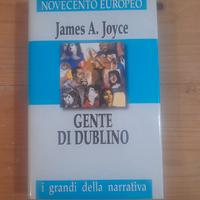 NOVECENTO EUROPEO
James A. Joyce
GENTE
DI DUBLINO
i grandi della narrativa